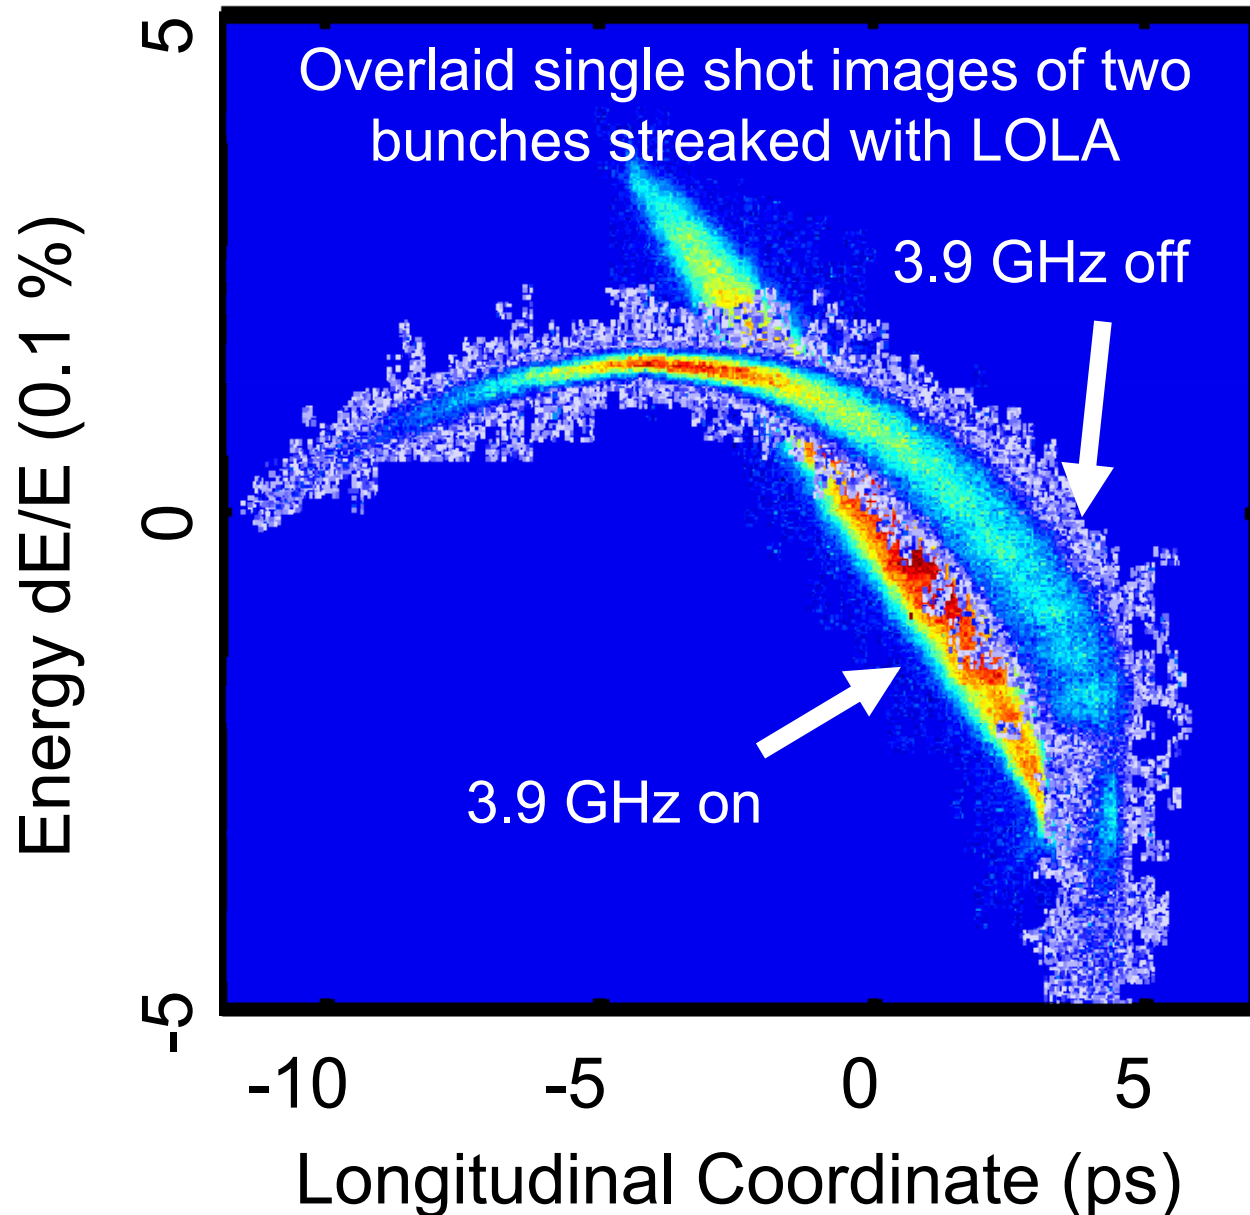 5
Overlaid single shot images of two
bunches streaked with LOLA
3.9 GHz off
Energy dE/E (0.1 %)
0
3.9 GHz on
-5
-10 -5 0 5
Longitudinal Coordinate (ps)